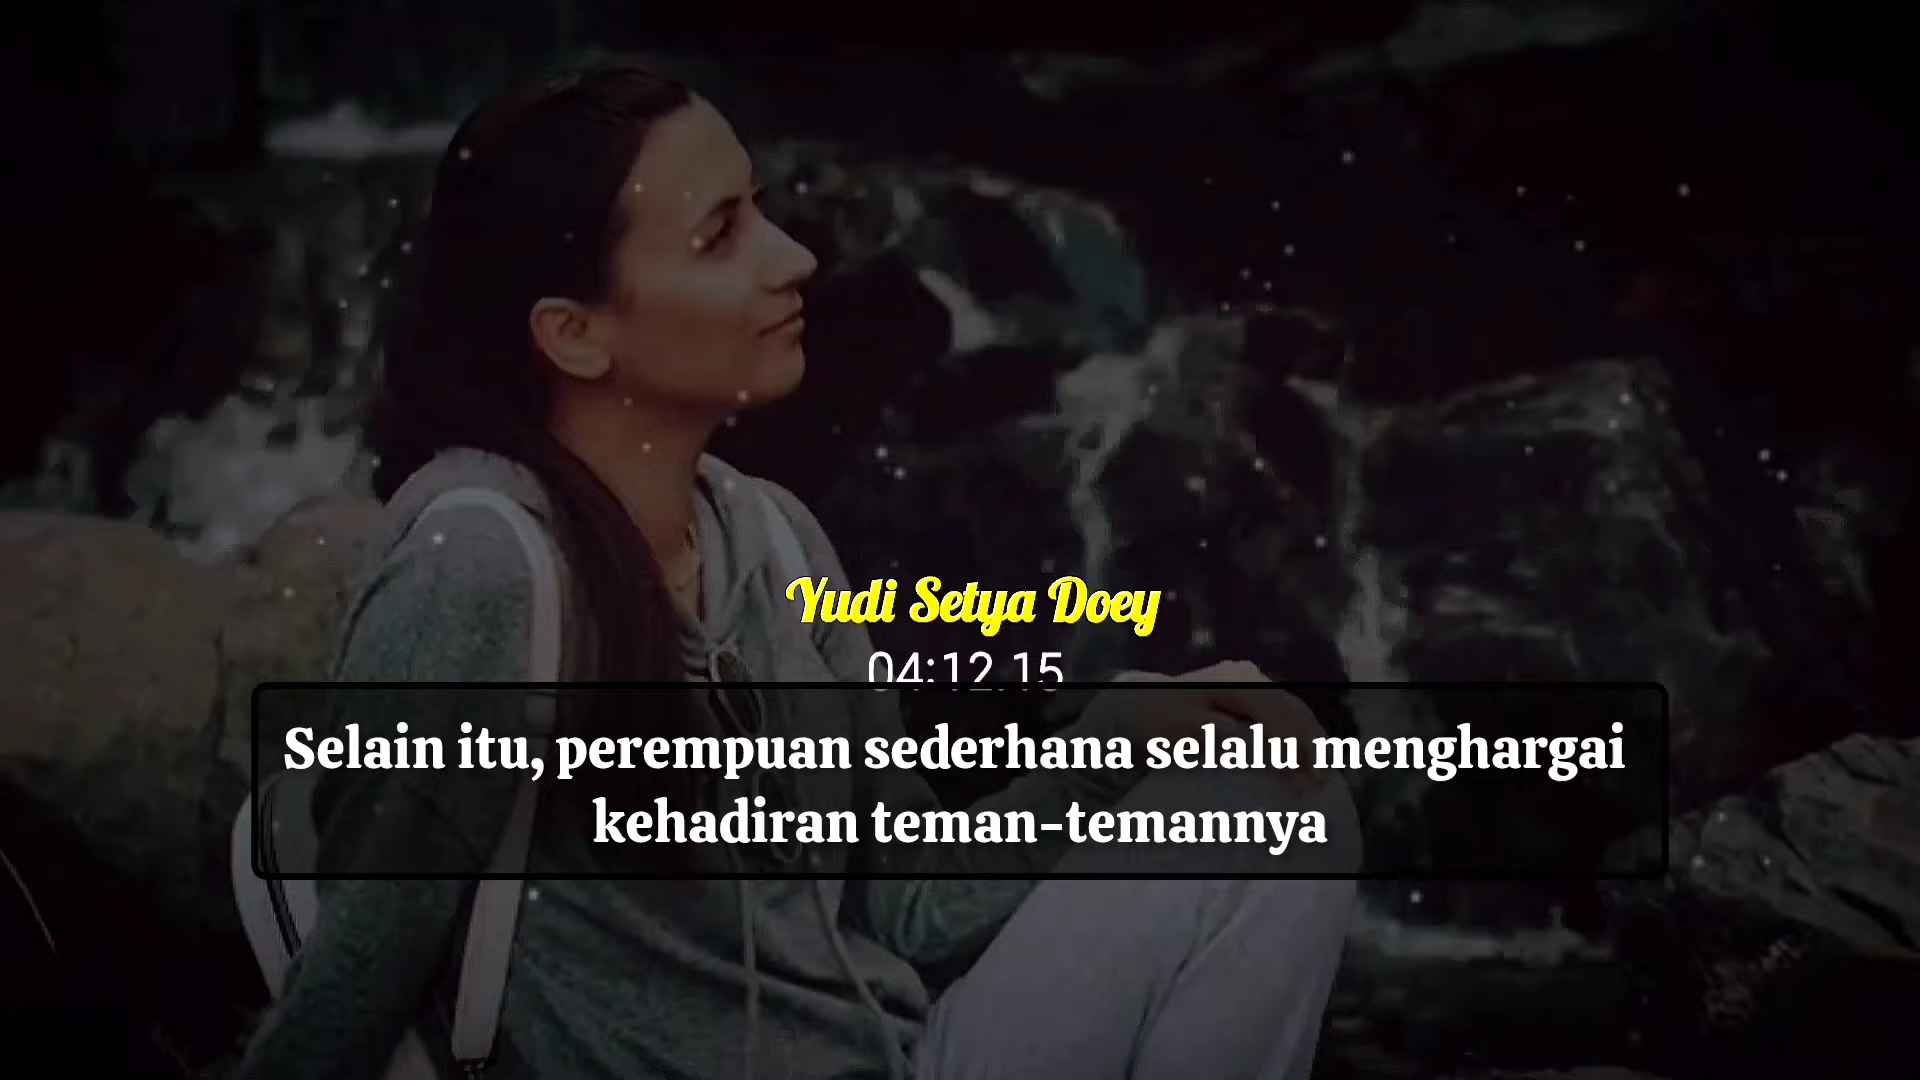 Yudi Setya Doey
04:12.15
Selain itu, perempuan sederhana selalu menghargai
kehadiran teman-temannya